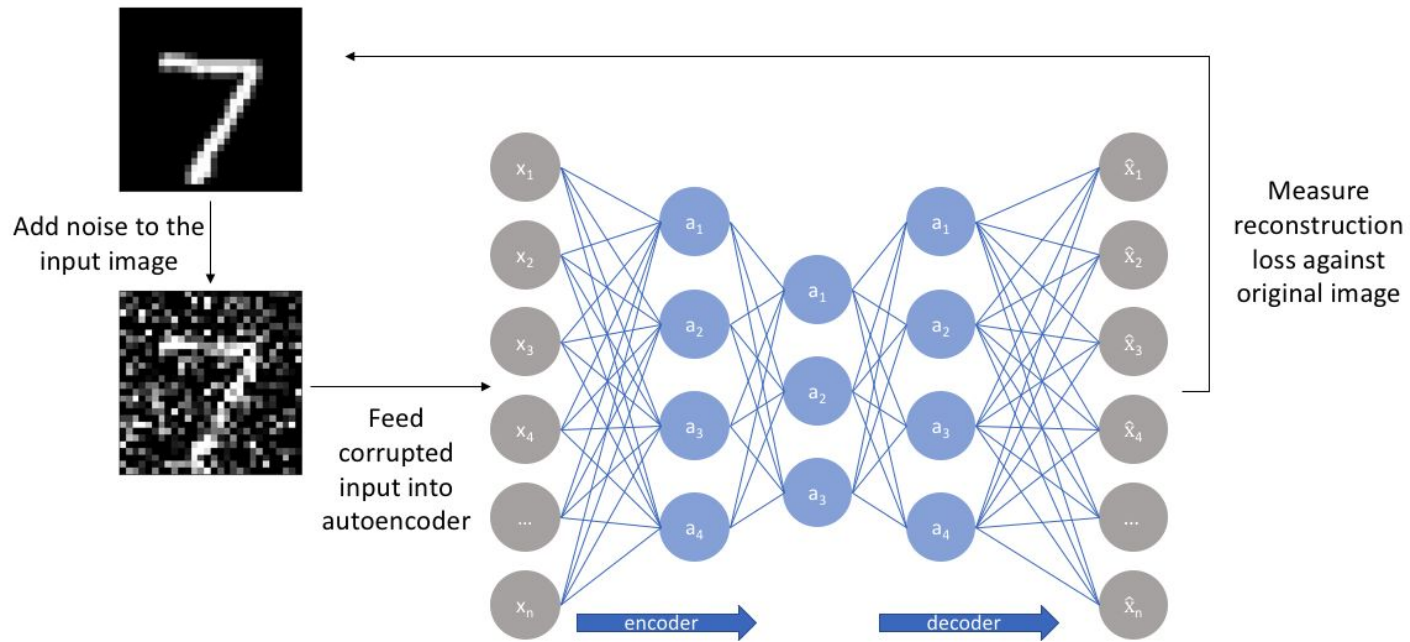 Add noise to the
input image
Feed
corrupted
input into
autoencoder
x₁
x₂
x₃
x₄
...
xₙ
a₁
a₂
a₃
a₄
a₁
a₂
a₃
a₁
a₂
a₃
a₄
x̂₁
x̂₂
x̂₃
x̂₄
...
x̂ₙ
encoder
decoder
Measure
reconstruction
loss against
original image